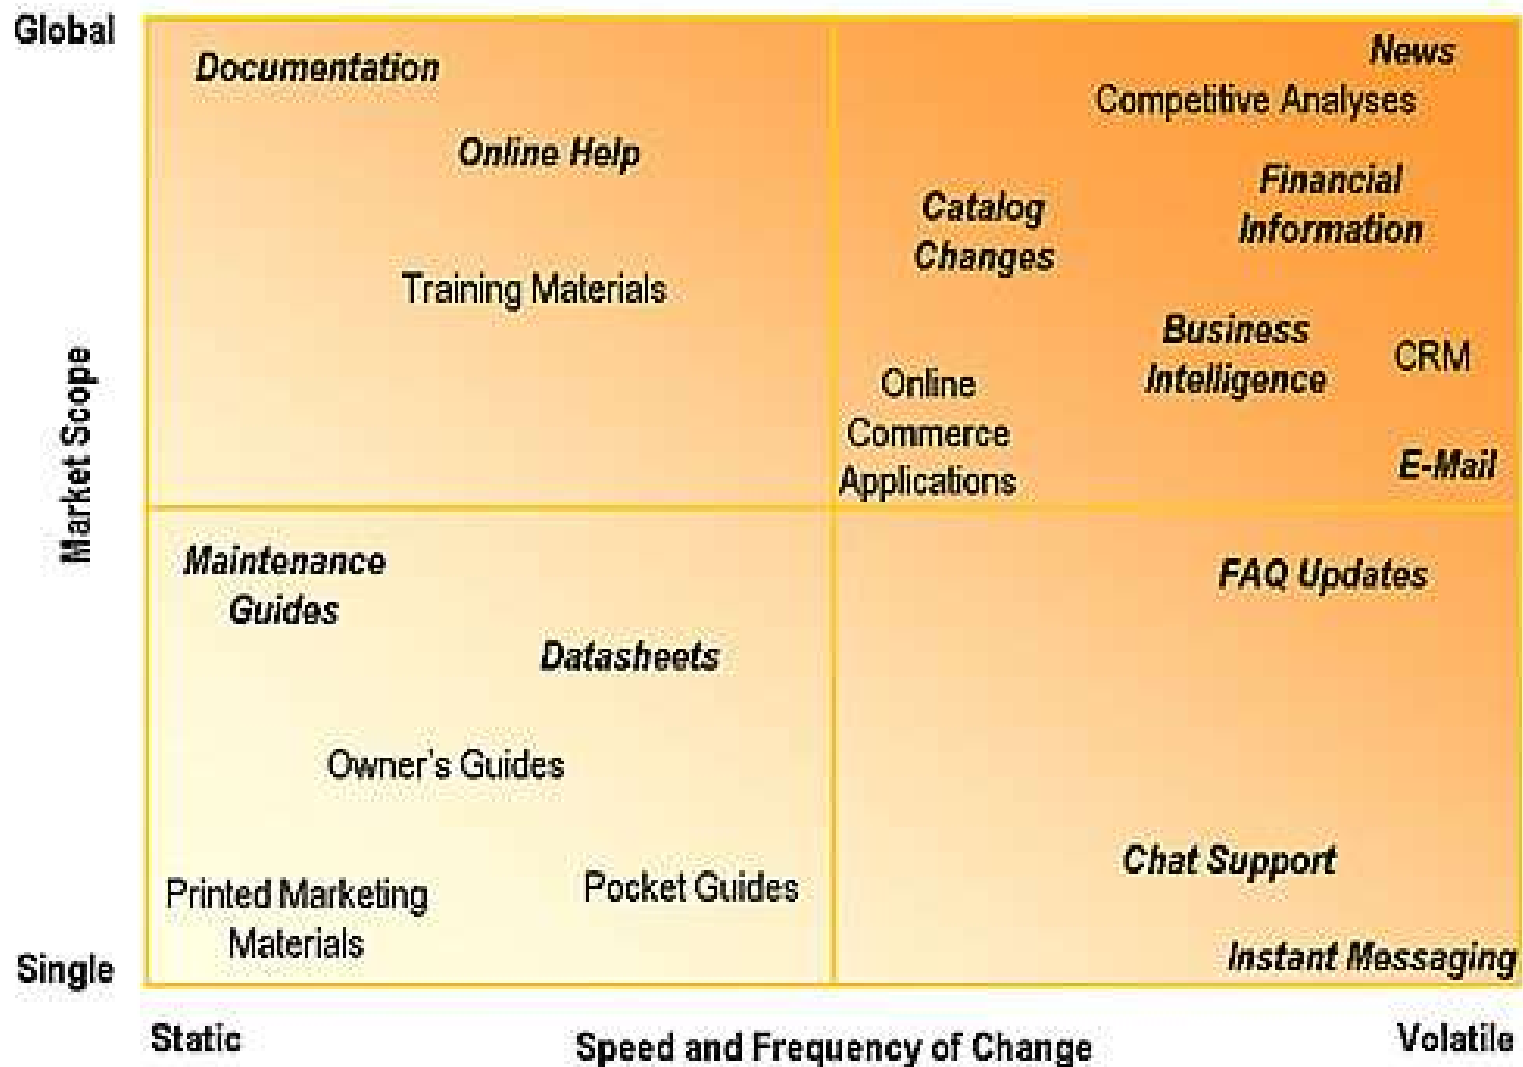 Global
Documentation
News
Competitive Analyses
Online Help
Financial
Information
Catalog
Changes
Training Materials
Business
Intelligence
CRM
Online
Commerce
Applications
E-Mail
Market Scope
Maintenance
Guides
FAQ Updates
Datasheets
Owner's Guides
Chat Support
Printed Marketing
Materials
Pocket Guides
Instant Messaging
Single
Static
Speed and Frequency of Change
Volatile